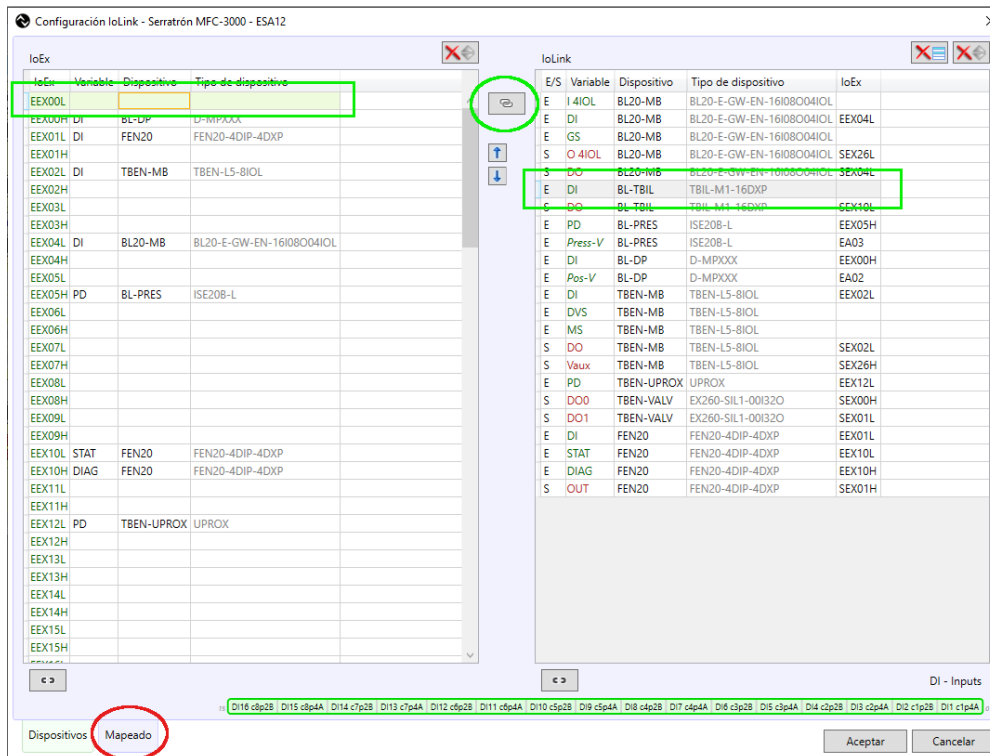 Configuración IoLink - Serratrón MFC-3000 - ESA12
IoEx
IoEx Variable Dispositivo Tipo de dispositivo
EEX00L
EEX00H DI BL-DP D-MPXXX
EEX01L DI FEN20 FEN20-4DIP-4DXP
EEX01H
EEX02L DI TBEN-MB TBEN-L5-8IOL
EEX02H
EEX03L
EEX03H
EEX04L DI BL20-MB BL20-E-GW-EN-16I08O04IOL
EEX04H
EEX05L
EEX05H PD BL-PRES ISE20B-L
EEX06L
EEX06H
EEX07L
EEX07H
EEX08L
EEX08H
EEX09L
EEX09H
EEX10L STAT FEN20 FEN20-4DIP-4DXP
EEX10H DIAG FEN20 FEN20-4DIP-4DXP
EEX11L
EEX11H
EEX12L PD TBEN-UPROX UPROX
EEX12H
EEX13L
EEX13H
EEX14L
EEX14H
EEX15L
EEX15H
IoLink
E/S Variable Dispositivo Tipo de dispositivo IoEx
E I 4IOL BL20-MB BL20-E-GW-EN-16I08O04IOL
E DI BL20-MB BL20-E-GW-EN-16I08O04IOL EEX04L
E GS BL20-MB BL20-E-GW-EN-16I08O04IOL
S O 4IOL BL20-MB BL20-E-GW-EN-16I08O04IOL SEX26L
S DO BL20-MB BL20-E-GW-EN-16I08O04IOL SEX04L
E DI BL-TBIL TBIL-M1-16DXP
S DO BL-TBIL TBIL-M1-16DXP SEX10L
E PD BL-PRES ISE20B-L EEX05H
E Press-V BL-PRES ISE20B-L EA03
E DI BL-DP D-MPXXX EEX00H
E Pos-V BL-DP D-MPXXX EA02
E DI TBEN-MB TBEN-L5-8IOL EEX02L
E DVS TBEN-MB TBEN-L5-8IOL
E MS TBEN-MB TBEN-L5-8IOL
S DO TBEN-MB TBEN-L5-8IOL SEX02L
S Vaux TBEN-MB TBEN-L5-8IOL SEX26H
E PD TBEN-UPROX UPROX EEX12L
S DO0 TBEN-VALV EX260-SIL1-00I32O SEX00H
S DO1 TBEN-VALV EX260-SIL1-00I32O SEX01L
E DI FEN20 FEN20-4DIP-4DXP EEX01L
E STAT FEN20 FEN20-4DIP-4DXP EEX10L
E DIAG FEN20 FEN20-4DIP-4DXP EEX10H
S OUT FEN20 FEN20-4DIP-4DXP SEX01H
DI - Inputs
15 DI16 c8p2B DI15 c8p4A DI14 c7p2B DI13 c7p4A DI12 c6p2B DI11 c6p4A DI10 c5p2B DI9 c5p4A DI8 c4p2B DI7 c4p4A DI6 c3p2B DI5 c3p4A DI4 c2p2B DI3 c2p4A DI2 c1p2B DI1 c1p4A
Dispositivos Mapeado
Aceptar Cancelar